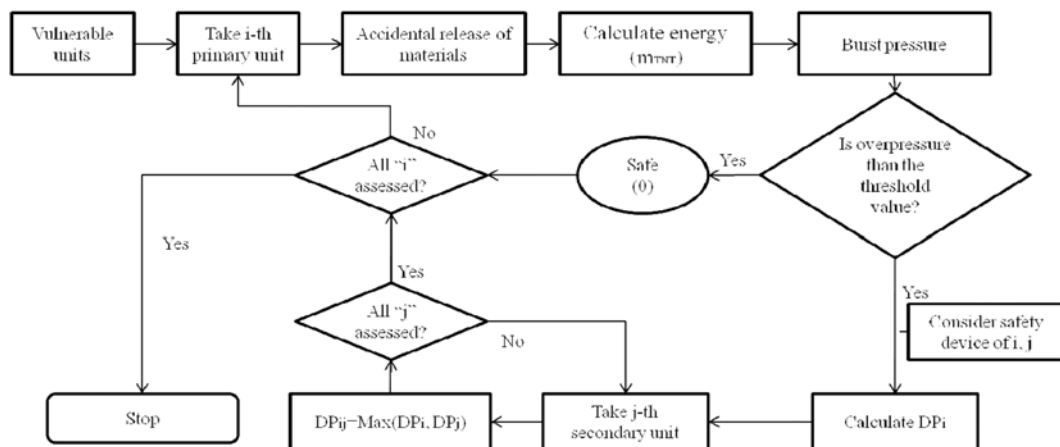 Vulnerable
units
Take i-th
primary unit
Accidental release of
materials
Calculate energy
(mTNT)
Burst pressure
No
All “i”
assessed?
Safe
(0)
Yes
Is overpressure
than the
threshold
value?
Yes
Yes
All “j”
assessed?
No
Yes
Consider safety
device of i, j
Stop
DPij=Max(DPi, DPj)
Take j-th
secondary unit
Calculate DPi